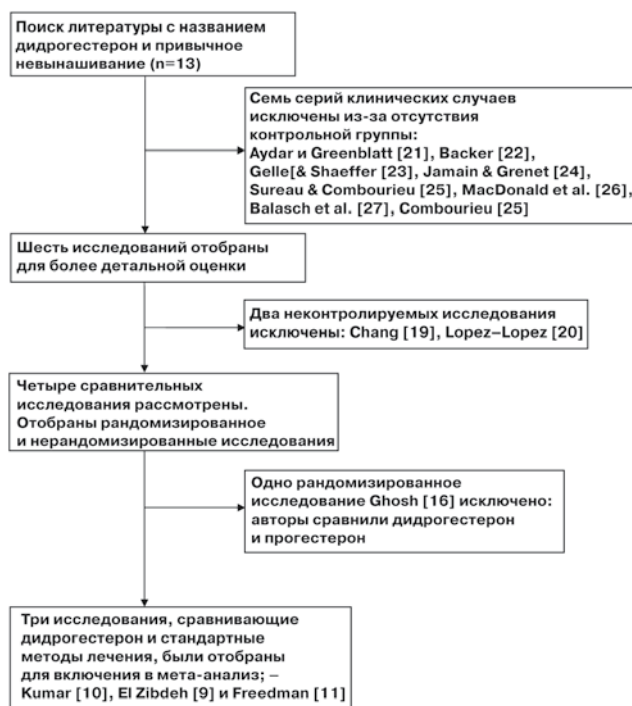 Поиск литературы с названием
дидрогестерон и привычное
невынашивание (n=13)
Семь серий клинических случаев
исключены из-за отсутствия
контрольной группы:
Aydar и Greenblatt [21], Backer [22],
Gelle[& Shaeffer [23], Jamain & Grenet [24],
Sureau & Combourieu [25], MacDonald et al. [26],
Balasch et al. [27], Combourieu [25]
Шесть исследований отобраны
для более детальной оценки
Два неконтролируемых исследования
исключены: Chang [19], Lopez–Lopez [20]
Четыре сравнительных
исследования рассмотрены.
Отобраны рандомизированное
и нерандомизированные исследования
Одно рандомизированное
исследование Ghosh [16] исключено:
авторы сравнили дидрогестерон
и прогестерон
Три исследования, сравнивающие
дидрогестерон и стандартные
методы лечения, были отобраны
для включения в мета-анализ; –
Kumar [10], El Zibdeh [9] и Freedman [11]